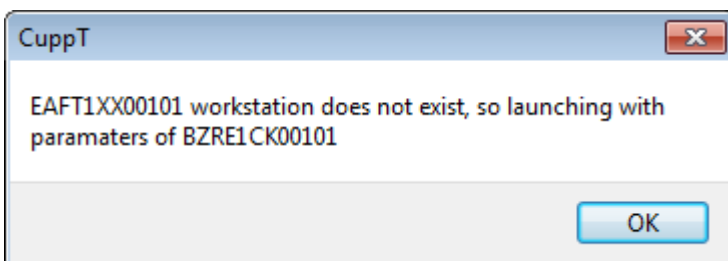 CuppT
EAFT1XX00101 workstation does not exist, so launching with
paramaters of BZRE1CK00101
OK